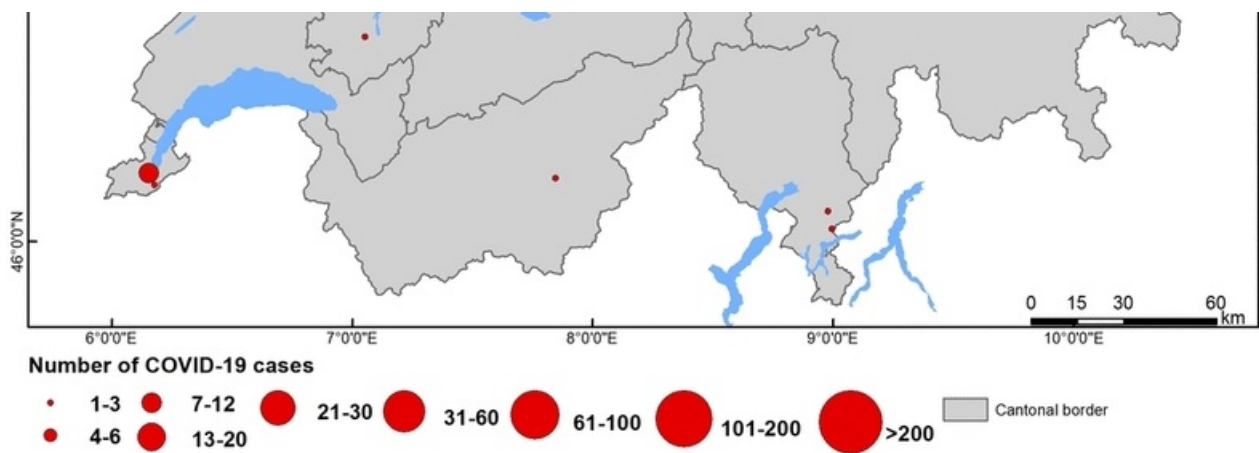 46°0'0"N
0 15 30 60
km
6°0'0"E 7°0'0"E 8°0'0"E 9°0'0"E 10°0'0"E
Number of COVID-19 cases
1-3 7-12 21-30 31-60 61-100 101-200 >200 Cantonal border
4-6 13-20